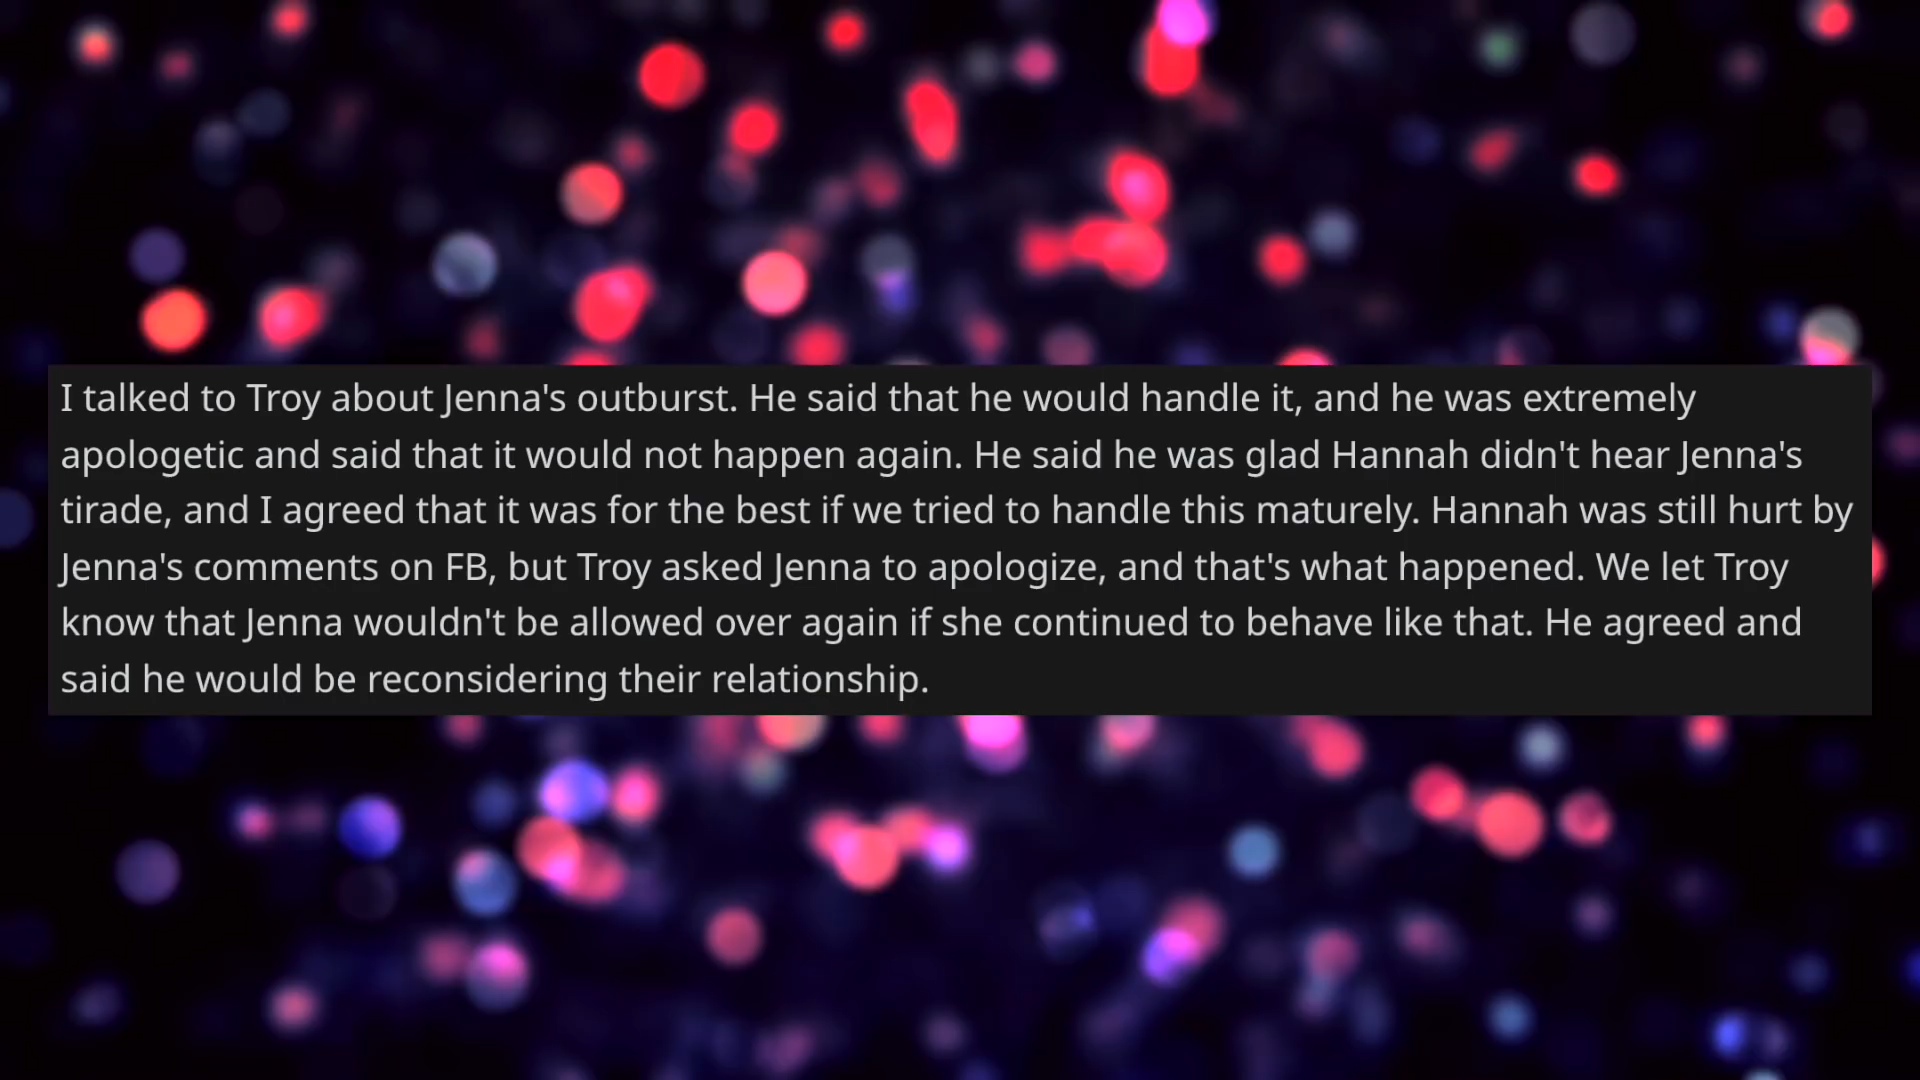 I talked to Troy about Jenna's outburst. He said that he would handle it, and he was extremely
apologetic and said that it would not happen again. He said he was glad Hannah didn't hear Jenna's
tirade, and I agreed that it was for the best if we tried to handle this maturely. Hannah was still hurt by
Jenna's comments on FB, but Troy asked Jenna to apologize, and that's what happened. We let Troy
know that Jenna wouldn't be allowed over again if she continued to behave like that. He agreed and
said he would be reconsidering their relationship.